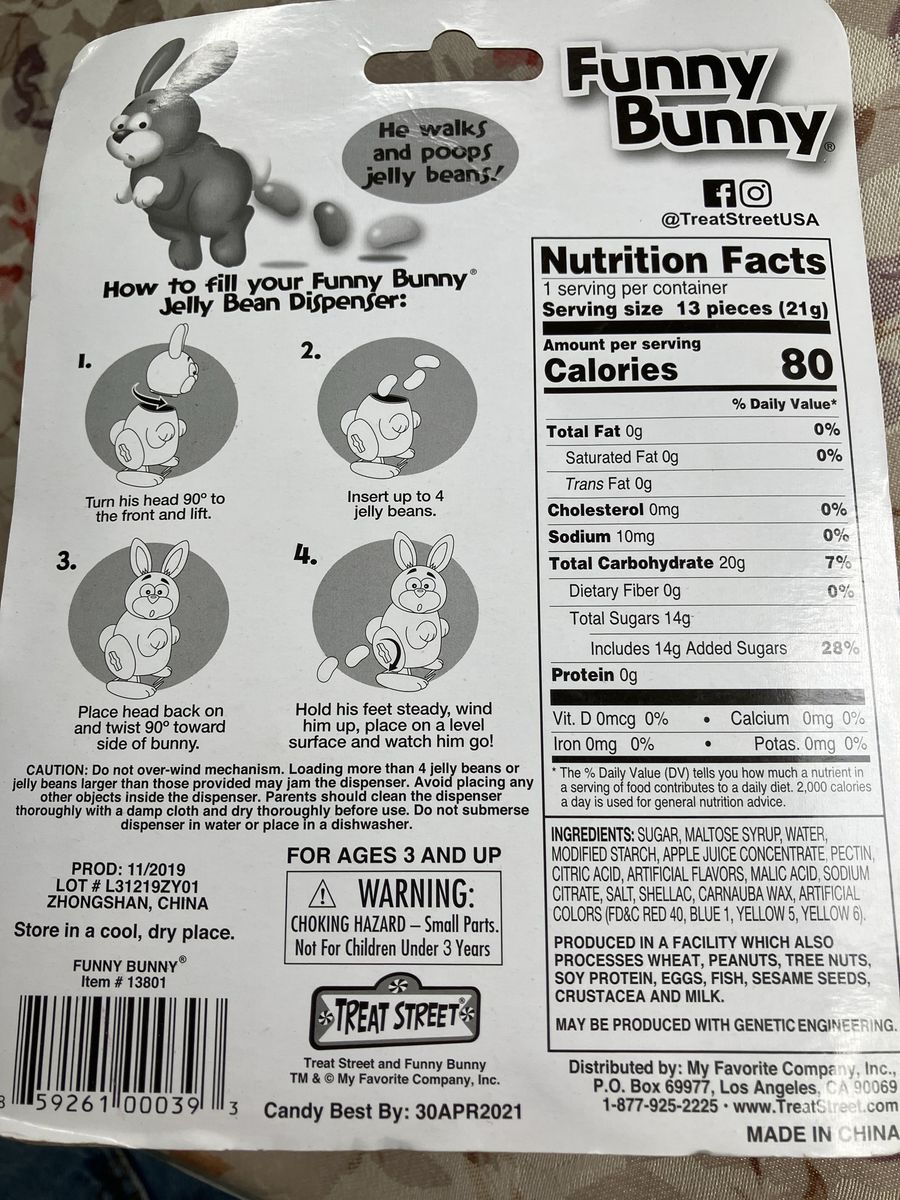 Funny
Bunny®
He walks
and poops
jelly beans!
@TreatStreetUSA
How to fill your Funny Bunny®
Jelly Bean Dispenser:
1.
Turn his head 90º to
the front and lift.
2.
Insert up to 4
jelly beans.
3.
Place head back on
and twist 90º toward
side of bunny.
4.
Hold his feet steady, wind
him up, place on a level
surface and watch him go!
CAUTION: Do not over-wind mechanism. Loading more than 4 jelly beans or
jelly beans larger than those provided may jam the dispenser. Avoid placing any
other objects inside the dispenser. Parents should clean the dispenser
thoroughly with a damp cloth and dry thoroughly before use. Do not submerse
dispenser in water or place in a dishwasher.
PROD: 11/2019
LOT # L31219ZY01
ZHONGSHAN, CHINA
Store in a cool, dry place.
FUNNY BUNNY®
Item # 13801
8 59261 00039 3
FOR AGES 3 AND UP
WARNING:
CHOKING HAZARD – Small Parts.
Not For Children Under 3 Years
TREAT STREET®
Treat Street and Funny Bunny
TM & © My Favorite Company, Inc.
Candy Best By: 30APR2021
Nutrition Facts
1 serving per container
Serving size 13 pieces (21g)
Amount per serving
Calories 80
% Daily Value*
Total Fat 0g 0%
Saturated Fat 0g 0%
Trans Fat 0g
Cholesterol 0mg 0%
Sodium 10mg 0%
Total Carbohydrate 20g 7%
Dietary Fiber 0g 0%
Total Sugars 14g
Includes 14g Added Sugars 28%
Protein 0g
Vit. D 0mcg 0% • Calcium 0mg 0%
Iron 0mg 0% • Potas. 0mg 0%
* The % Daily Value (DV) tells you how much a nutrient in
a serving of food contributes to a daily diet. 2,000 calories
a day is used for general nutrition advice.
INGREDIENTS: SUGAR, MALTOSE SYRUP, WATER,
MODIFIED STARCH, APPLE JUICE CONCENTRATE, PECTIN,
CITRIC ACID, ARTIFICIAL FLAVORS, MALIC ACID, SODIUM
CITRATE, SALT, SHELLAC, CARNAUBA WAX, ARTIFICIAL
COLORS (FD&C RED 40, BLUE 1, YELLOW 5, YELLOW 6).
PRODUCED IN A FACILITY WHICH ALSO
PROCESSES WHEAT, PEANUTS, TREE NUTS,
SOY PROTEIN, EGGS, FISH, SESAME SEEDS,
CRUSTACEA AND MILK.
MAY BE PRODUCED WITH GENETIC ENGINEERING.
Distributed by: My Favorite Company, Inc.,
P.O. Box 69977, Los Angeles, CA 90069
1-877-925-2225 • www.TreatStreet.com
MADE IN CHINA